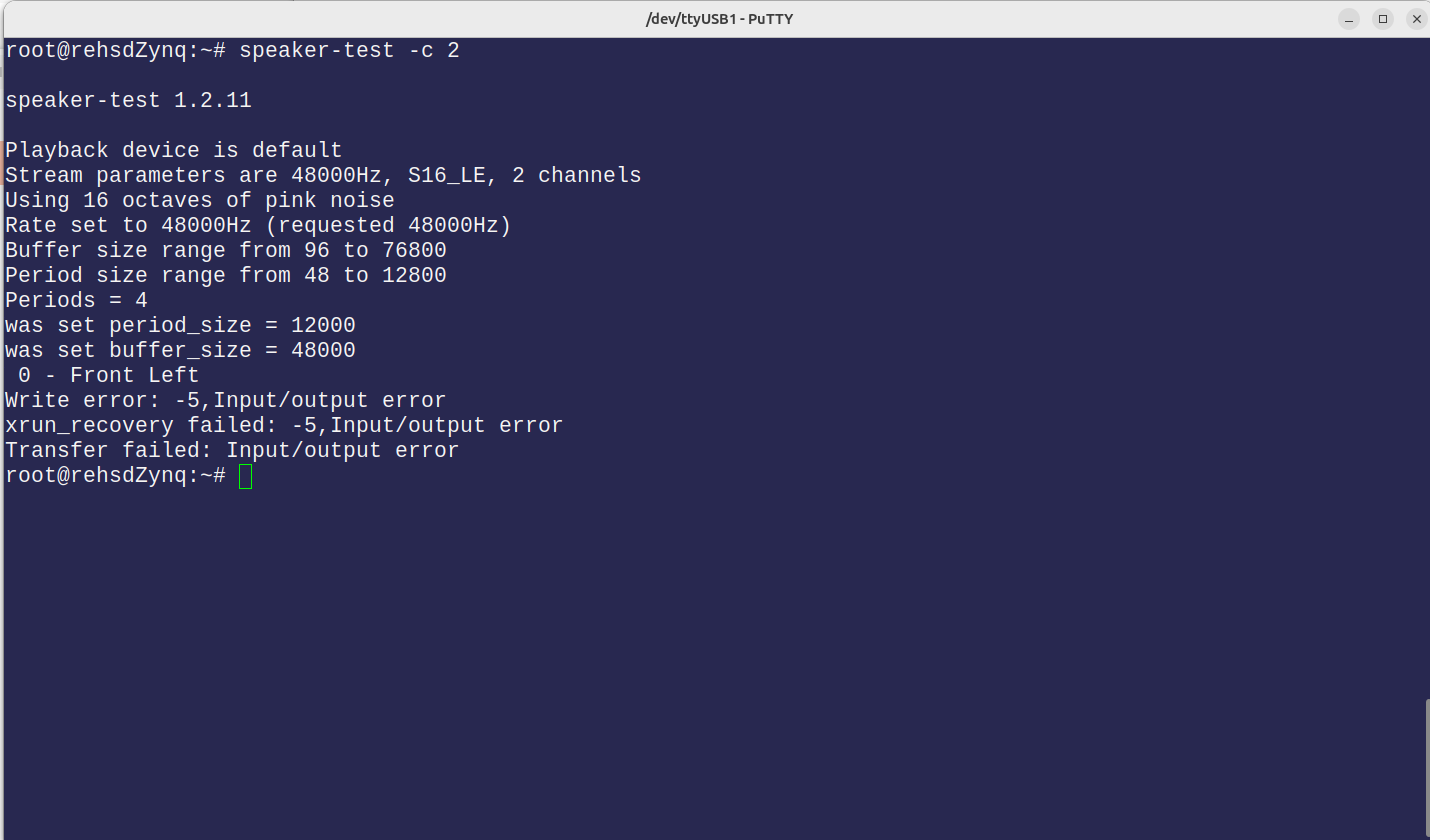 /dev/ttyUSB1 - PuTTY
root@rehsdZynq:~# speaker-test -c 2
speaker-test 1.2.11
Playback device is default
Stream parameters are 48000Hz, S16_LE, 2 channels
Using 16 octaves of pink noise
Rate set to 48000Hz (requested 48000Hz)
Buffer size range from 96 to 76800
Period size range from 48 to 12800
Periods = 4
was set period_size = 12000
was set buffer_size = 48000
 0 - Front Left
Write error: -5,Input/output error
xrun_recovery failed: -5,Input/output error
Transfer failed: Input/output error
root@rehsdZynq:~#